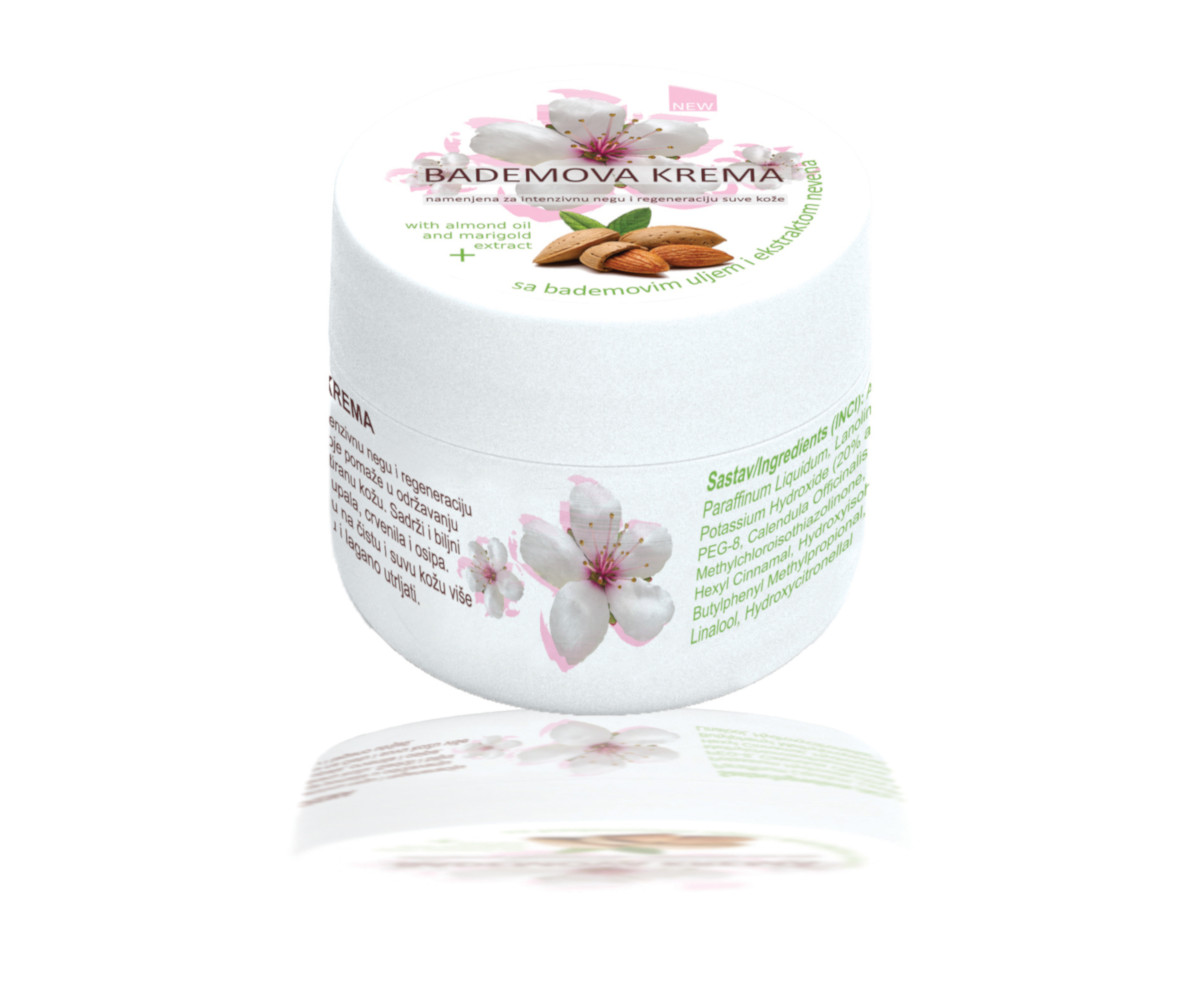 NEW
BADEMOVA KREMA
namenjena za intenzivnu negu i regeneraciju suve kože
with almond oil
and marigold
extract
+
sa bademovim uljem i ekstraktom nevena
KREMA
enzivnu negu i regeneraciju
oje pomaže u održavanju
tiranu kožu. Sadrži i biljni
upala, crvenila i osipa.
u na čistu i suvu kožu više
u i lagano utrljati.
Sastav/Ingredients (INCI): A
Paraffinum Liquidum, Lanolin
Potassium Hydroxide (20% a
PEG-8, Calendula Officinalis
Methylchloroisothiazolinone,
Hexyl Cinnamal, Hydroxyisoh
Butylphenyl Methylpropional,
Linalool, Hydroxycitronellal